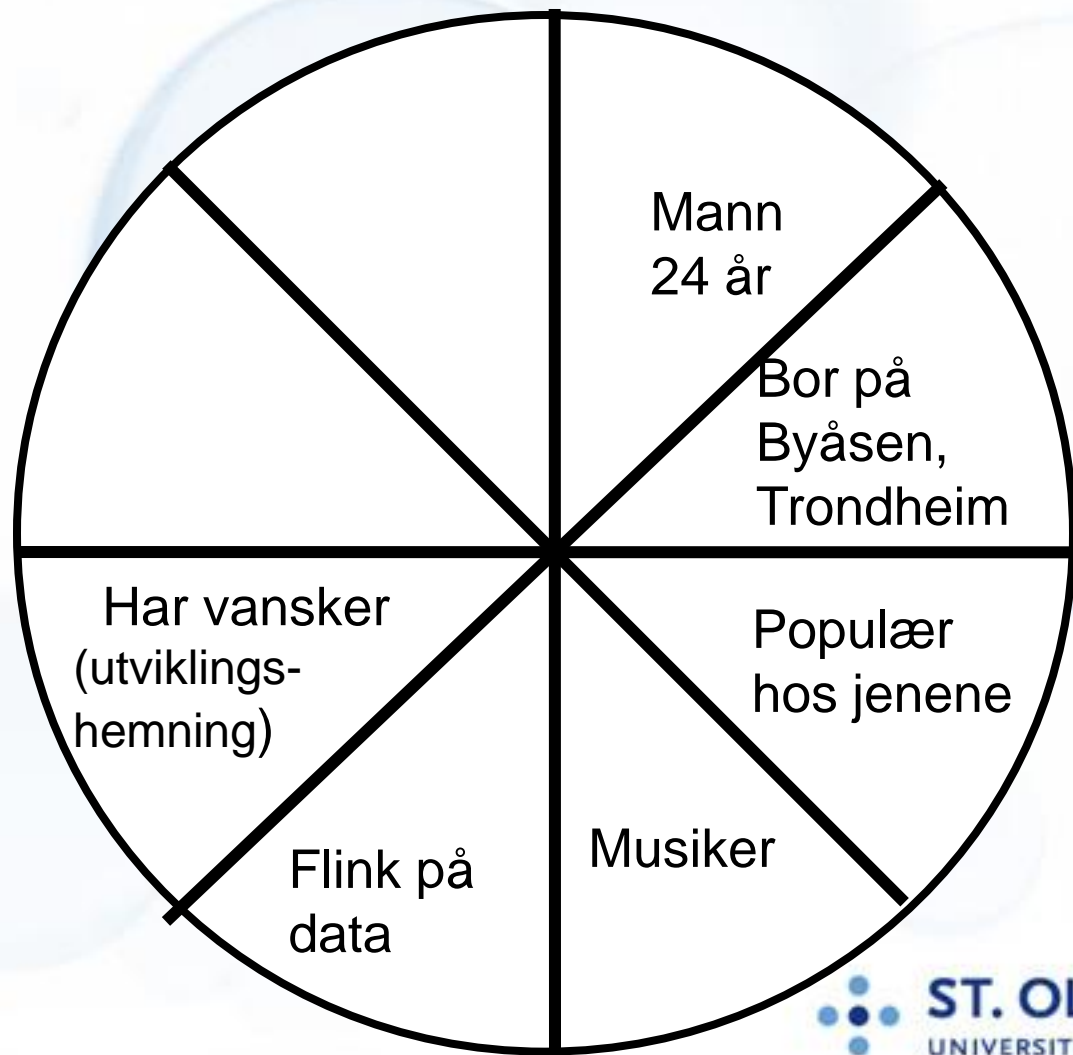 Mann
24 år
Bor på
Byåsen,
Trondheim
Populær
hos jenene
Musiker
Flink på
data
Har vansker
(utviklings-
hemning)
ST. OL
UNIVERSIT